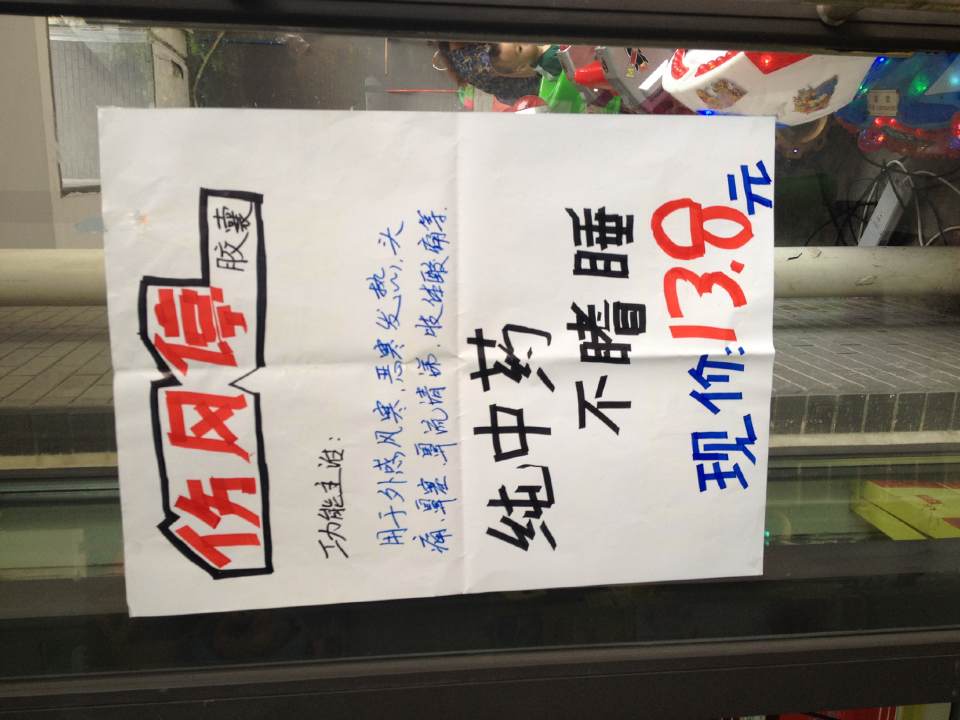 伤风停
胶囊
功能主治:
用于外感风寒,恶寒发热,头
痛,鼻塞,鼻流清涕,肢体酸痛等.
纯中药
不瞌睡
现价:13.8元